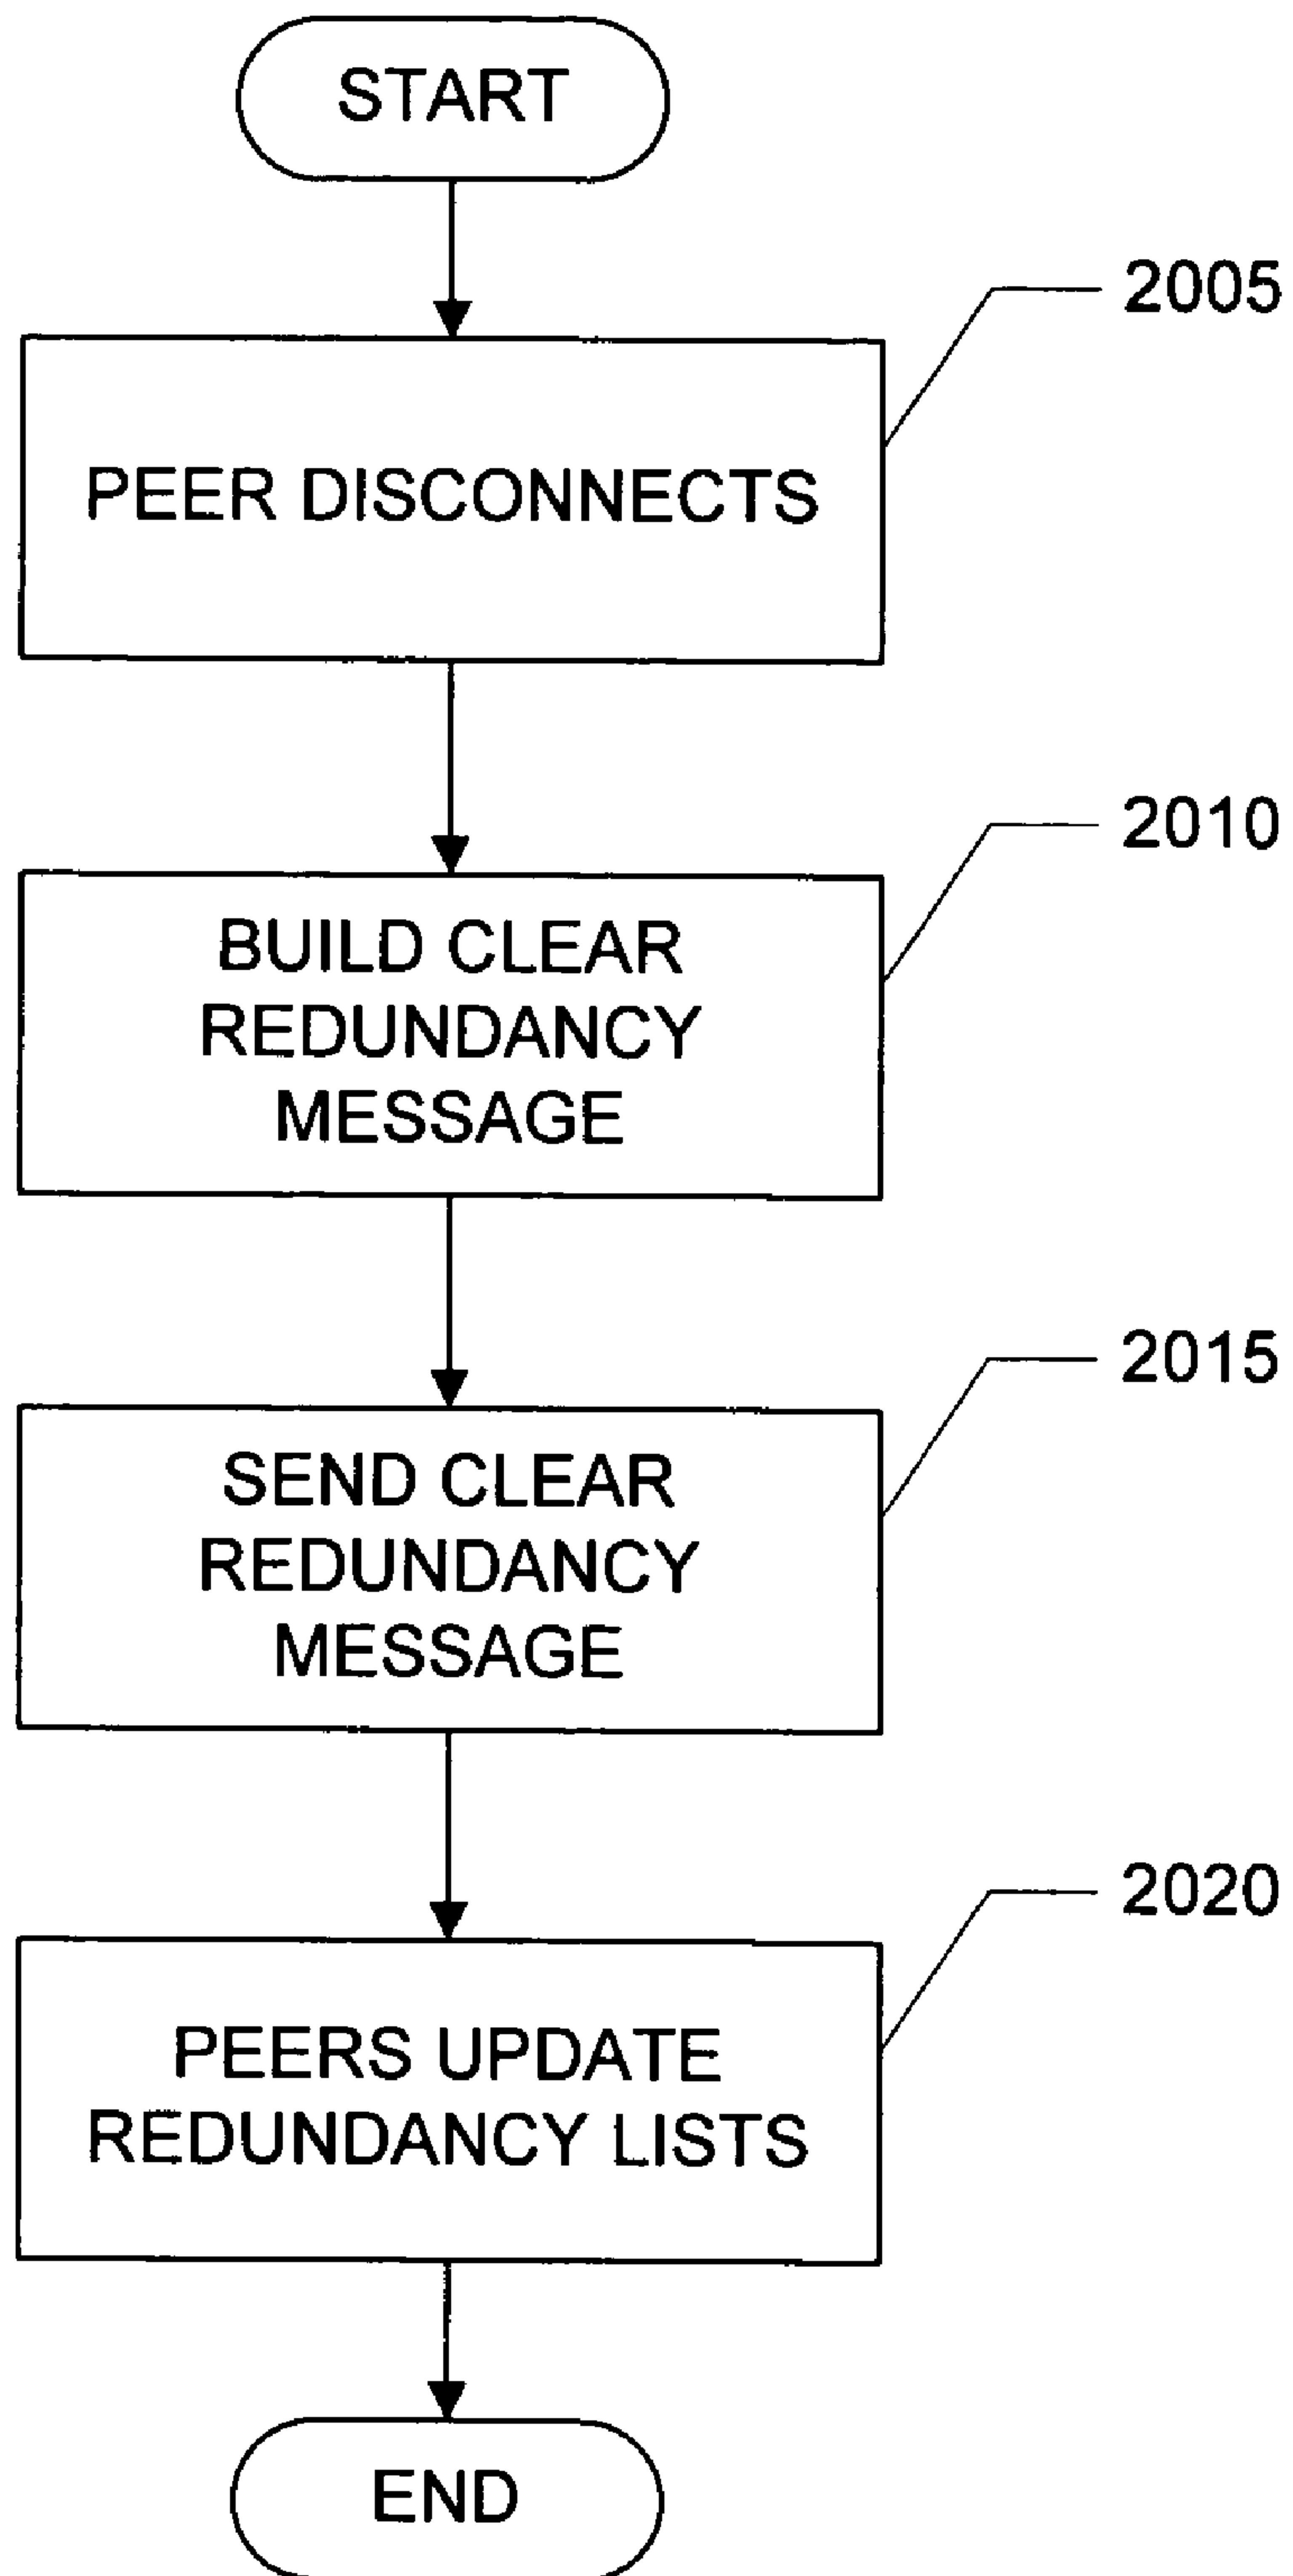 START
2005
PEER DISCONNECTS
2010
BUILD CLEAR
REDUNDANCY
MESSAGE
2015
SEND CLEAR
REDUNDANCY
MESSAGE
2020
PEERS UPDATE
REDUNDANCY LISTS
END